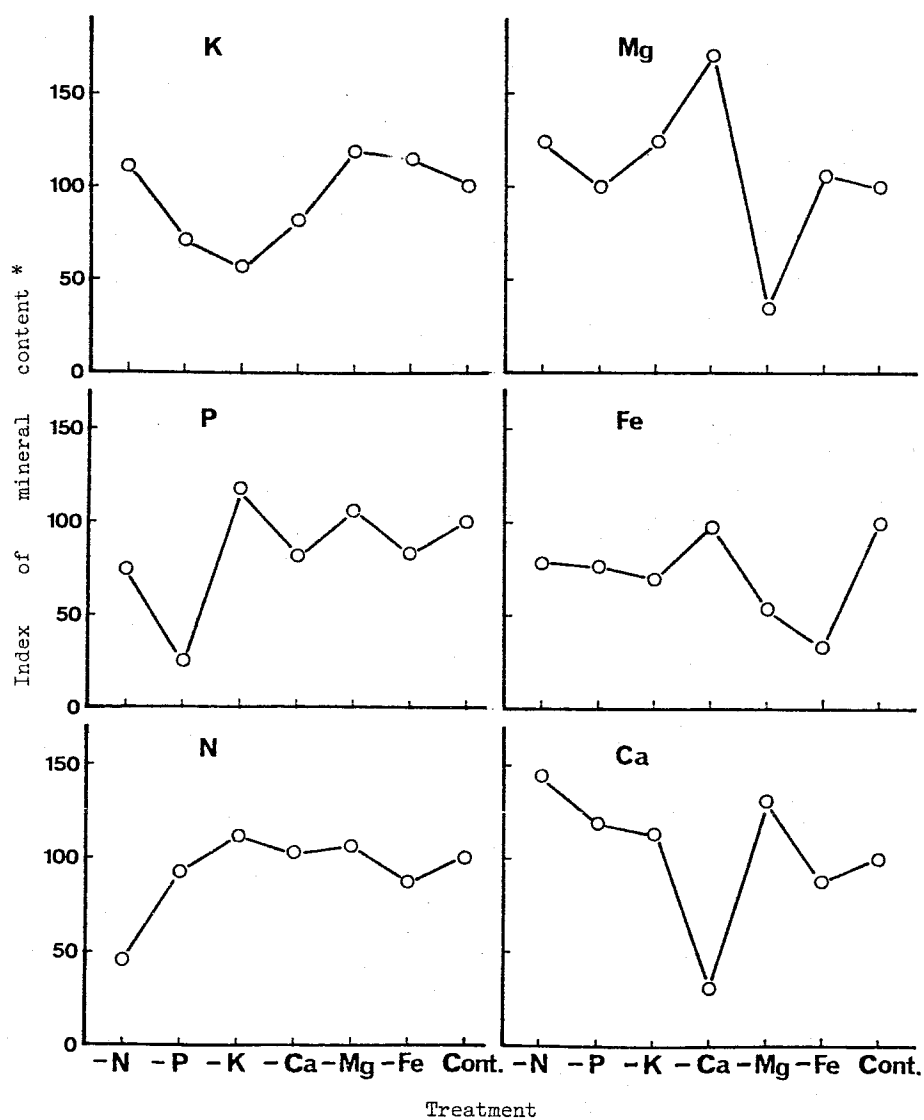 K
Mg
150
100
50
0
P
Fe
150
100
50
0
N
Ca
150
100
50
0
-N -P -K -Ca -Mg -Fe Cont. -N -P -K -Ca -Mg -Fe Cont.
Treatment
Index of mineral content *